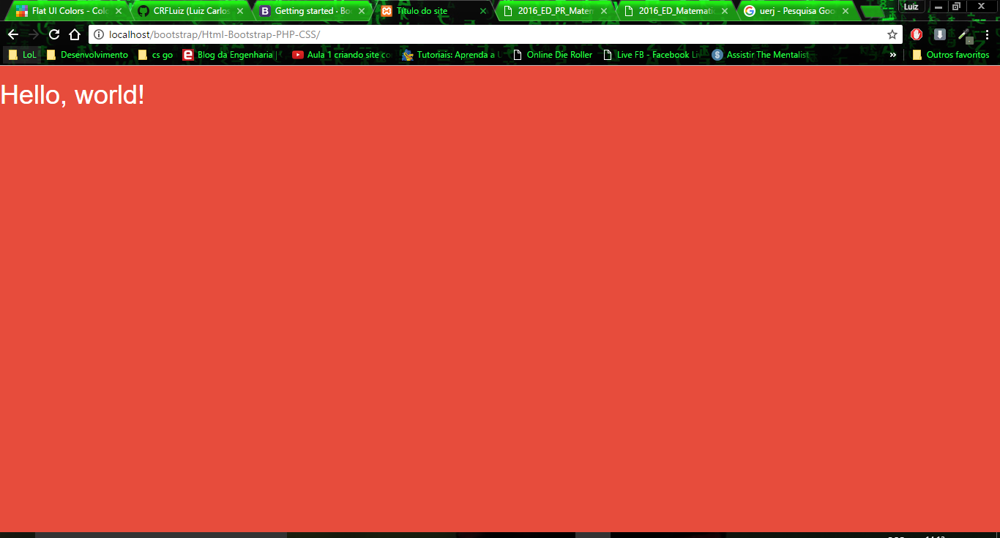 Flat UI Colors - Colo
CRFLuiz (Luiz Carlos
Getting started · Bo
Título do site
2016_ED_PR_Matem
2016_ED_Matemati
uerj - Pesquisa Goo
Luiz
localhost/bootstrap/Html-Bootstrap-PHP-CSS/
LoL
Desenvolvimento
cs go
Blog da Engenharia |
Aula 1 criando site co
Tutoriais: Aprenda a U
Online Die Roller
Live FB - Facebook Li
Assistir The Mentalist
»
Outros favoritos
Hello, world!